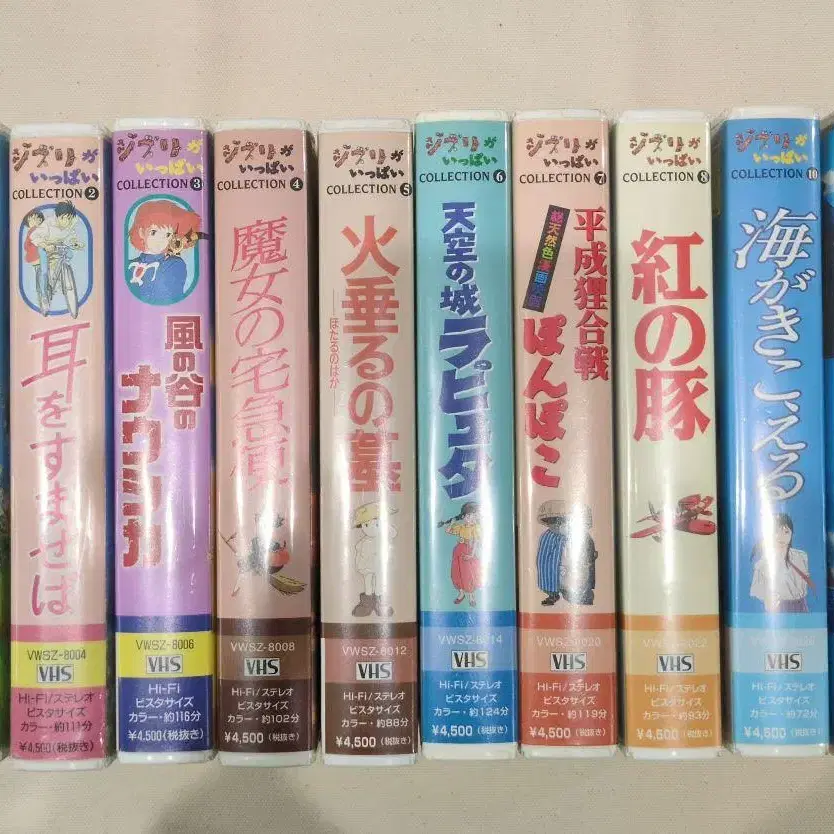 ジブリが
いっぱい
COLLECTION 2
耳をすませば
VWSZ-8004
VHS
Hi-Fi/ステレオ
ビスタサイズ
カラー・約111分
¥4,500(税抜き)
ジブリが
いっぱい
COLLECTION 3
風の谷の
ナウシカ
VWSZ-8006
VHS
Hi-Fi
ビスタサイズ
カラー・約116分
¥4,500(税抜き)
ジブリが
いっぱい
COLLECTION 4
魔女の宅急便
VWSZ-8008
VHS
Hi-Fi/ステレオ
ビスタサイズ
カラー・約102分
¥4,500(税抜き)
ジブリが
いっぱい
COLLECTION 5
火垂るの墓
ほたるのはか
VWSZ-8012
VHS
Hi-Fi/ステレオ
ビスタサイズ
カラー・約88分
¥4,500(税抜き)
ジブリが
いっぱい
COLLECTION 6
天空の城
ラピュタ
VWSZ-8014
VHS
Hi-Fi/ステレオ
ビスタサイズ
カラー・約124分
¥4,500(税抜き)
ジブリが
いっぱい
COLLECTION 7
平成狸合戦
ぽんぽこ
総天然色漫画映画
VWSZ-8020
VHS
Hi-Fi/ステレオ
ビスタサイズ
カラー・約119分
¥4,500(税抜き)
ジブリが
いっぱい
COLLECTION 8
紅の豚
VHS
Hi-Fi/ステレオ
ビスタサイズ
カラー・約93分
¥4,500(税抜き)
ジブリが
いっぱい
COLLECTION 10
海がきこえる
VHS
Hi-Fi/ステレオ
ビスタサイズ
カラー・約72分
¥4,500(税抜き)